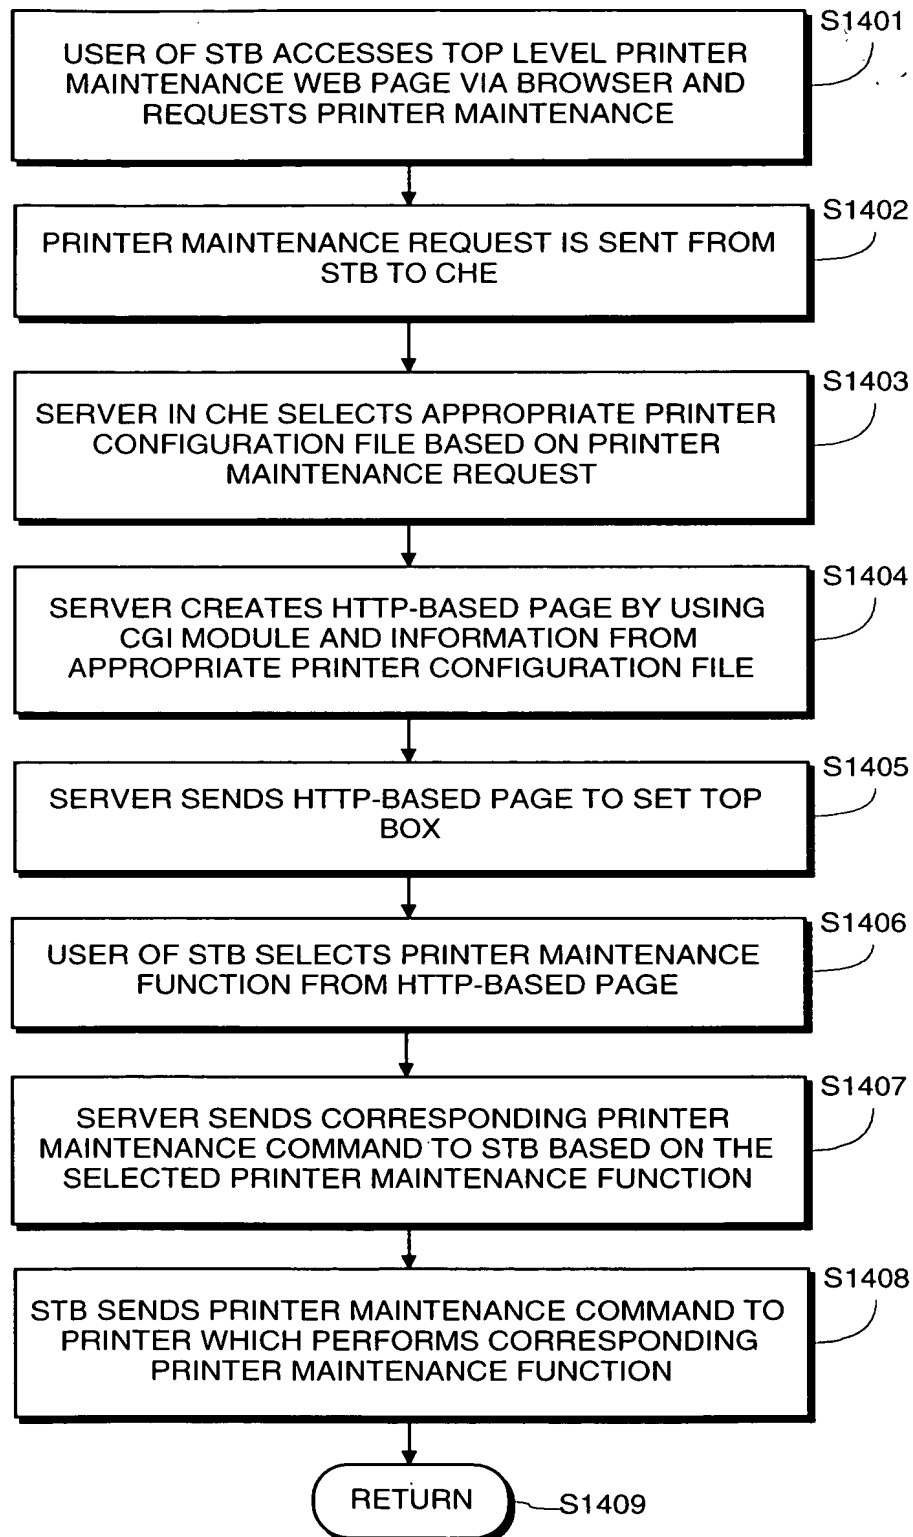 S1401
USER OF STB ACCESSES TOP LEVEL PRINTER
MAINTENANCE WEB PAGE VIA BROWSER AND
REQUESTS PRINTER MAINTENANCE
S1402
PRINTER MAINTENANCE REQUEST IS SENT FROM
STB TO CHE
S1403
SERVER IN CHE SELECTS APPROPRIATE PRINTER
CONFIGURATION FILE BASED ON PRINTER
MAINTENANCE REQUEST
S1404
SERVER CREATES HTTP-BASED PAGE BY USING
CGI MODULE AND INFORMATION FROM
APPROPRIATE PRINTER CONFIGURATION FILE
S1405
SERVER SENDS HTTP-BASED PAGE TO SET TOP
BOX
S1406
USER OF STB SELECTS PRINTER MAINTENANCE
FUNCTION FROM HTTP-BASED PAGE
S1407
SERVER SENDS CORRESPONDING PRINTER
MAINTENANCE COMMAND TO STB BASED ON THE
SELECTED PRINTER MAINTENANCE FUNCTION
S1408
STB SENDS PRINTER MAINTENANCE COMMAND TO
PRINTER WHICH PERFORMS CORRESPONDING
PRINTER MAINTENANCE FUNCTION
RETURN
S1409